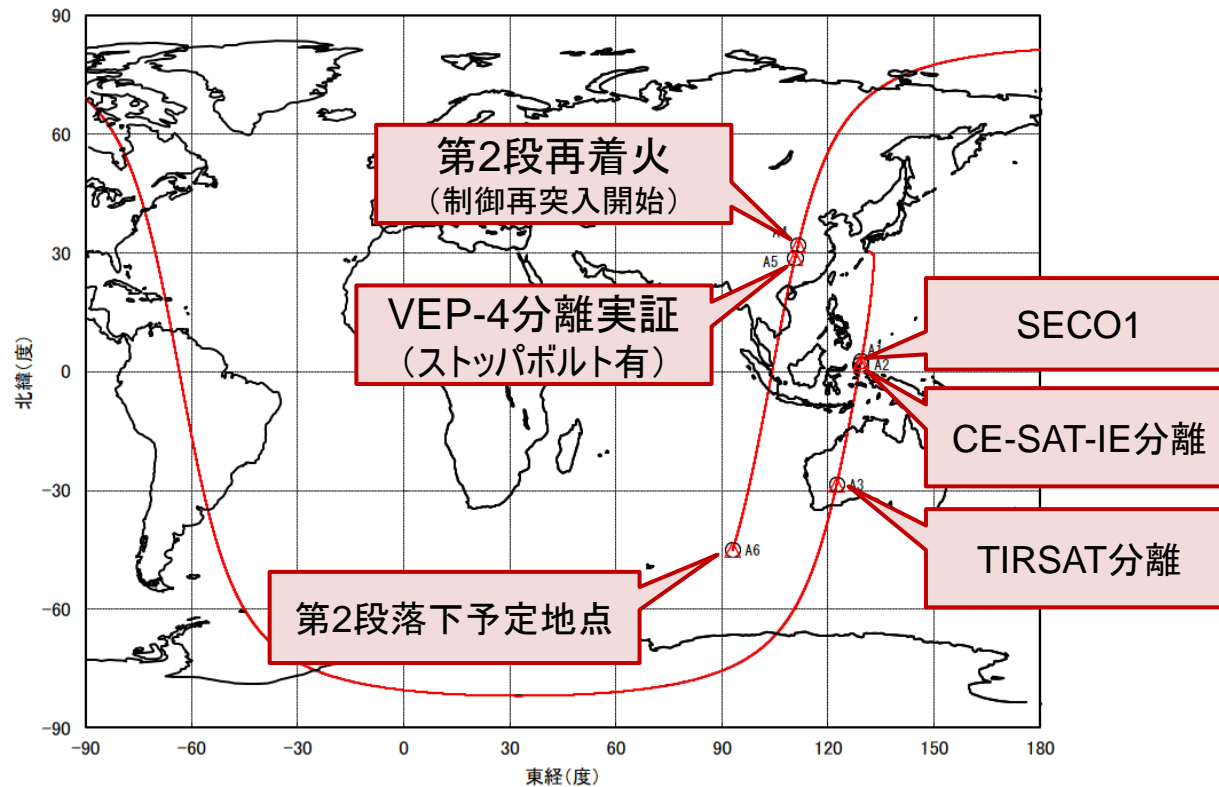 90
60
30
0
-30
-60
-90
北緯(度)
第2段再着火
（制御再突入開始）
A5
VEP-4分離実証
（ストッパボルト有）
SECO1
A1
A2
CE-SAT-IE分離
A3
TIRSAT分離
A6
第2段落下予定地点
-90
-60
-30
0
30
60
90
120
150
180
東経(度)